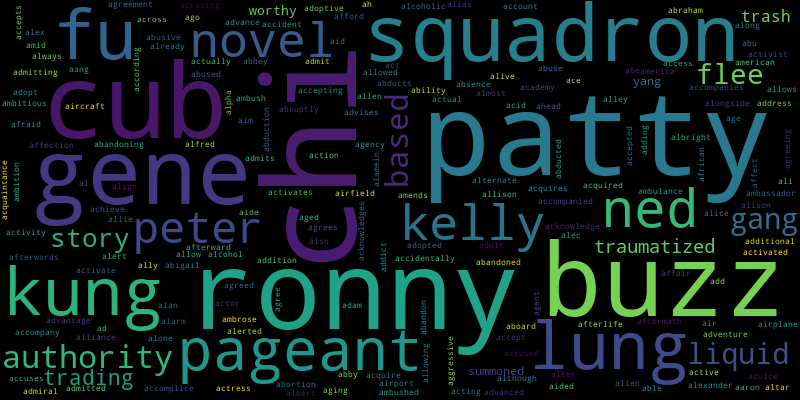 agreement across ago adoptive ah alcoholic alias account abraham
accepts alex abusive accusing worthy afford abuse along trash
fu novel squadron
amid advance accident aid
always according already actually abbey admit allowed activist
admitting aang abused abducts absence alive ace access america american flee
adopt cub chi accepting allen ability almost academy accompanies allows
ambitious aircraft alpha ambush actual acid ahead alley yang alongside address
afraid abruptly advises based patty age
abandoning alfred aim abduction agency adding albright
affection admits action alamein accepted african affect agreeing
acquaintance ambition gene al align activates airfield alternate abducted ambulance ali
achieve amends allison acquires acquired ambassador
activity allie peter aide aged acknowledges kelly accompanied ned alice alison gang
story afterward also agrees adopted adult acknowledge additional
afterwards alert allow alcohol addition accidentally alec traumatized activated
activate ally abigail addict abandoned affair add
kung ronny buzz
advantage alan agreed adam agree agent
accompany ad alarm actor ambrose abandon aboard afterlife aftermath air airplane
alliance alone alerted accept adventure
authority pageant lung liquid
accuses trading accomplice abortion abby acquire allowing aggressive summoned accused although alter active advice
admiral admitted actress albert aging airport ambushed acting advanced aided alien able alexander aaron altar